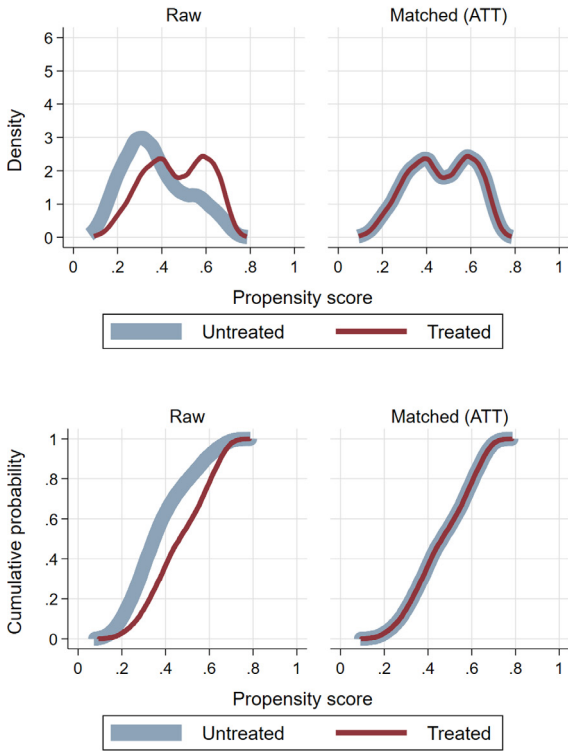 Raw
Matched (ATT)
6
5
4
3
2
1
0
Density
0 .2 .4 .6 .8 1
0 .2 .4 .6 .8 1
Propensity score
Untreated Treated
Raw
Matched (ATT)
1
.8
.6
.4
.2
0
Cumulative probability
0 .2 .4 .6 .8 1
0 .2 .4 .6 .8 1
Propensity score
Untreated Treated